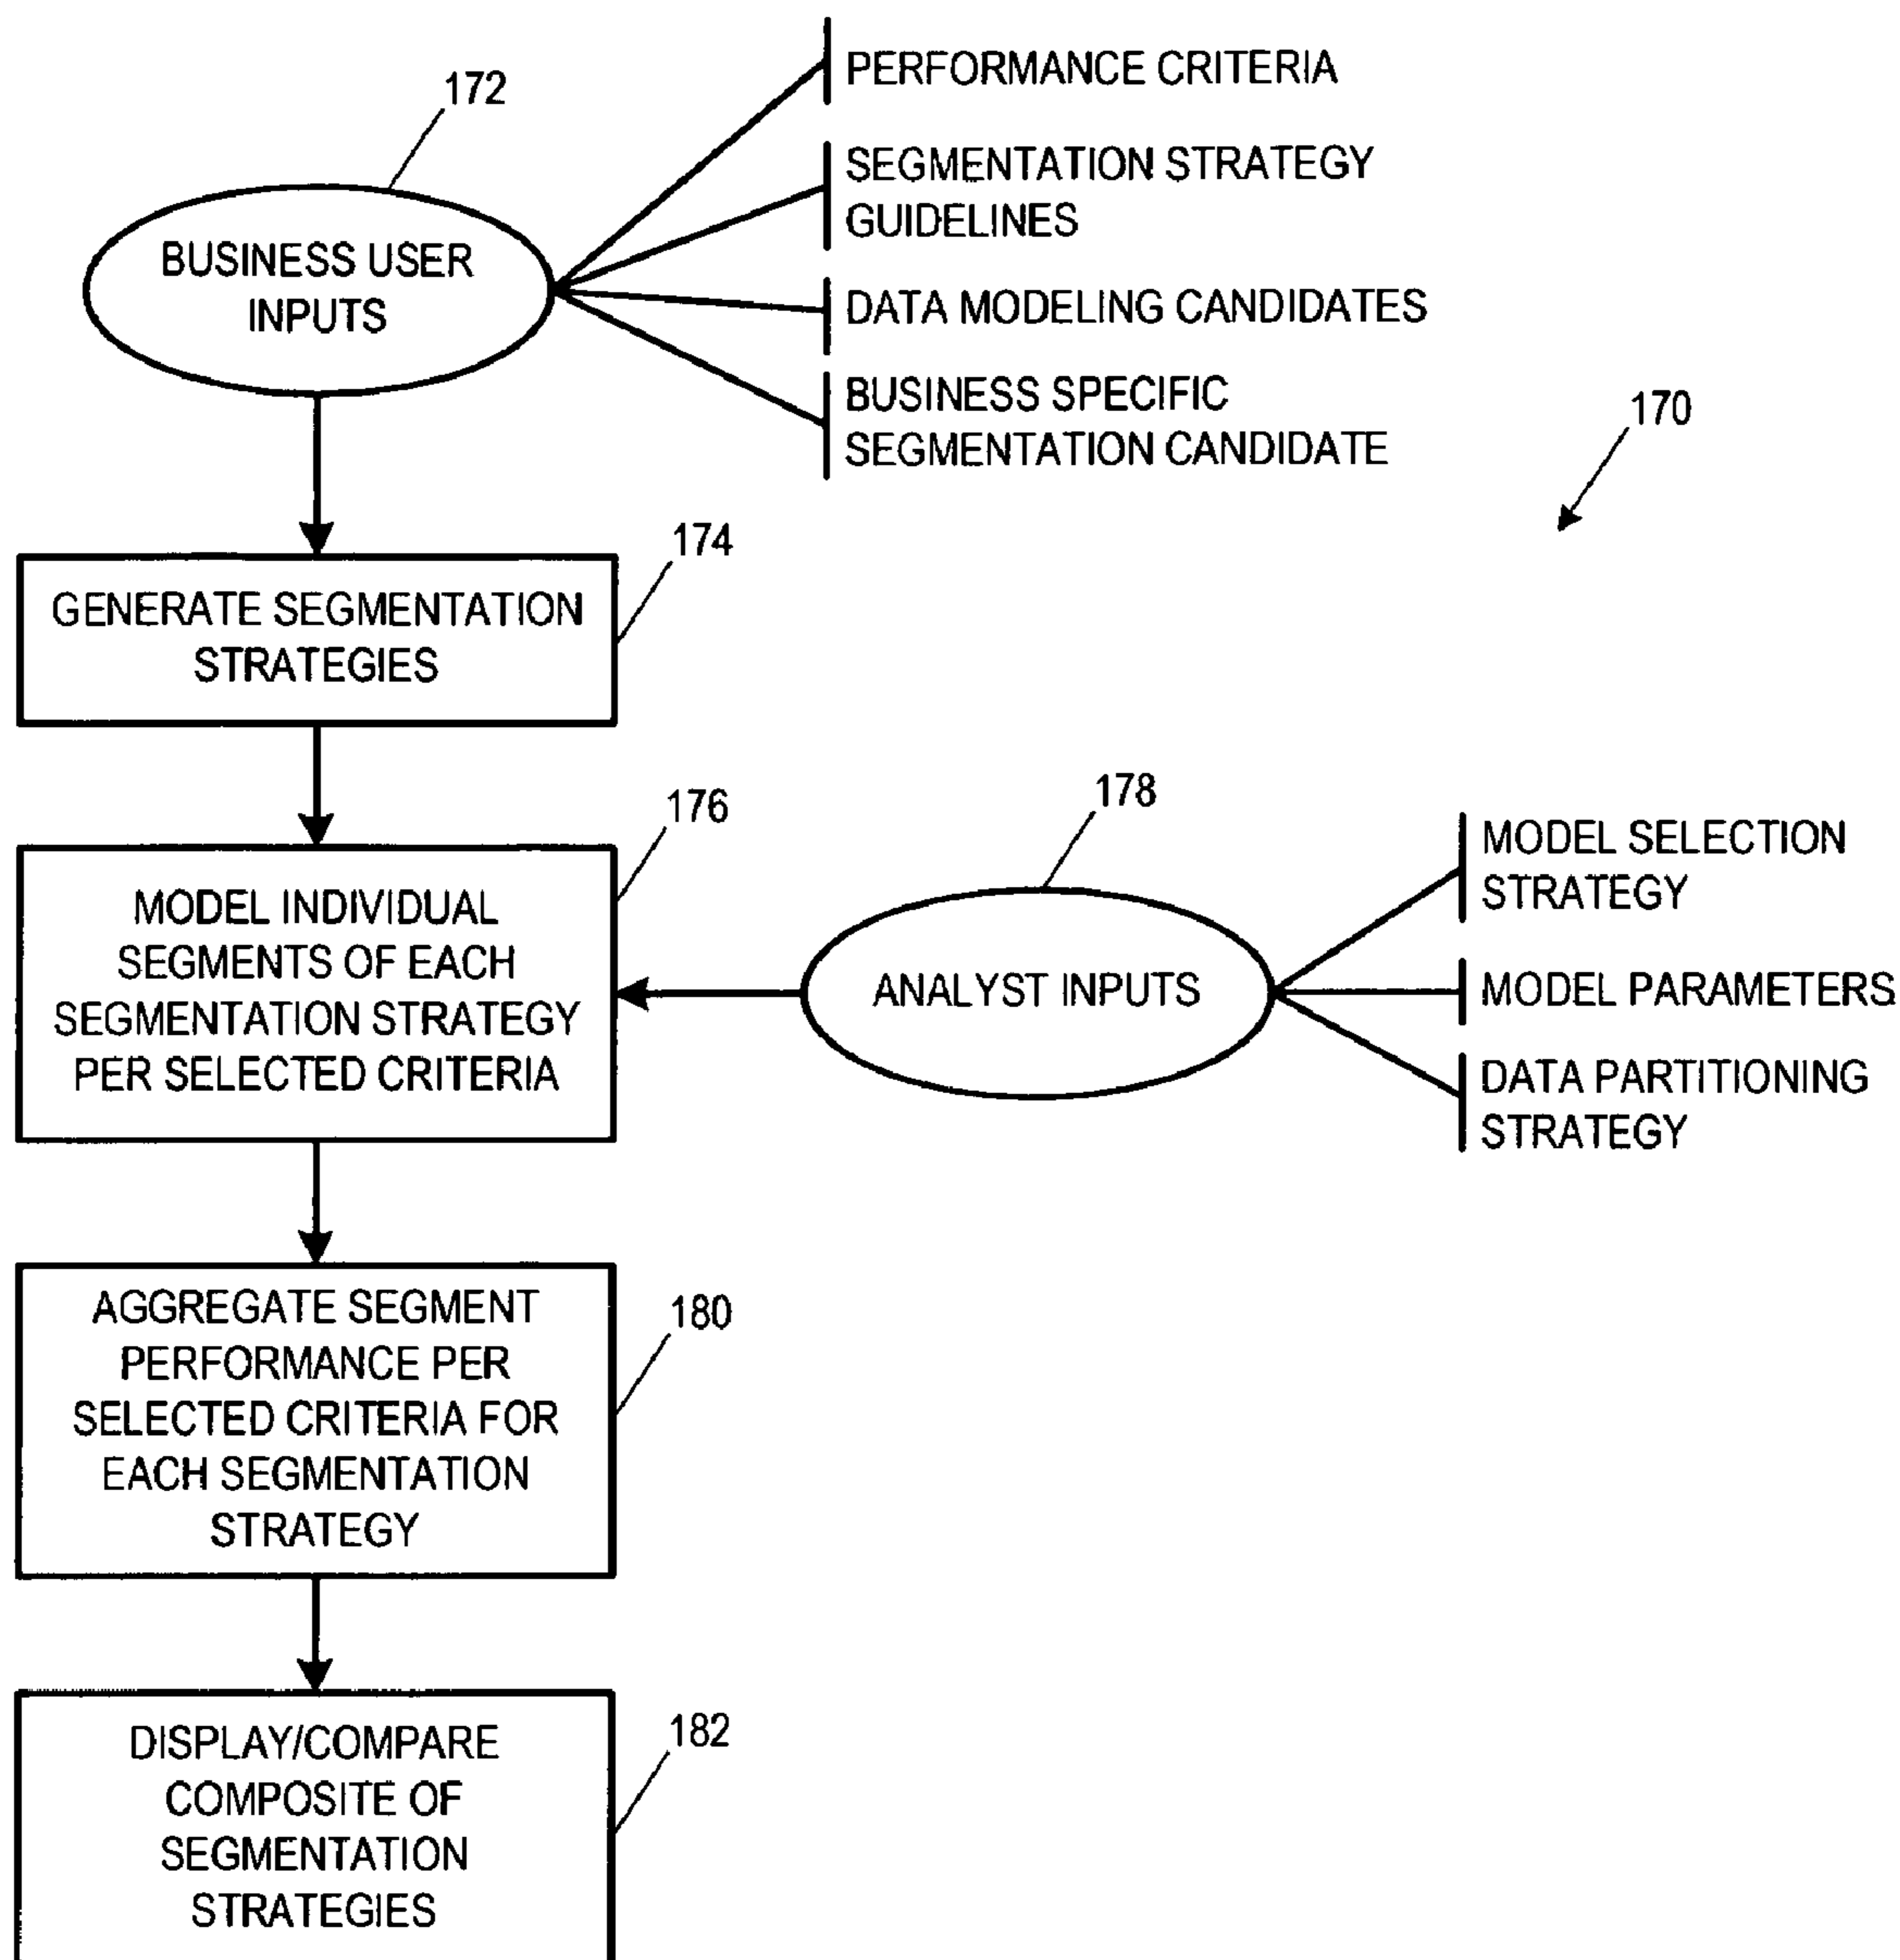 172
PERFORMANCE CRITERIA
SEGMENTATION STRATEGY
GUIDELINES
DATA MODELING CANDIDATES
BUSINESS SPECIFIC
SEGMENTATION CANDIDATE
BUSINESS USER
INPUTS
170
174
GENERATE SEGMENTATION
STRATEGIES
176
MODEL INDIVIDUAL
SEGMENTS OF EACH
SEGMENTATION STRATEGY
PER SELECTED CRITERIA
178
ANALYST INPUTS
MODEL SELECTION
STRATEGY
MODEL PARAMETERS
DATA PARTITIONING
STRATEGY
180
AGGREGATE SEGMENT
PERFORMANCE PER
SELECTED CRITERIA FOR
EACH SEGMENTATION
STRATEGY
182
DISPLAY/COMPARE
COMPOSITE OF
SEGMENTATION
STRATEGIES